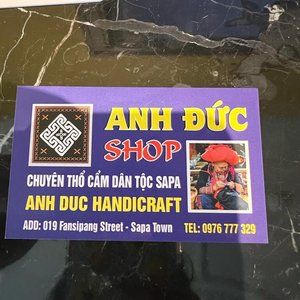 ANH ĐỨC
SHOP
CHUYÊN THỔ CẨM DÂN TỘC SAPA
ANH DUC HANDICRAFT
ADD: 019 Fansipang Street - Sapa Town TEL: 0976 777 329